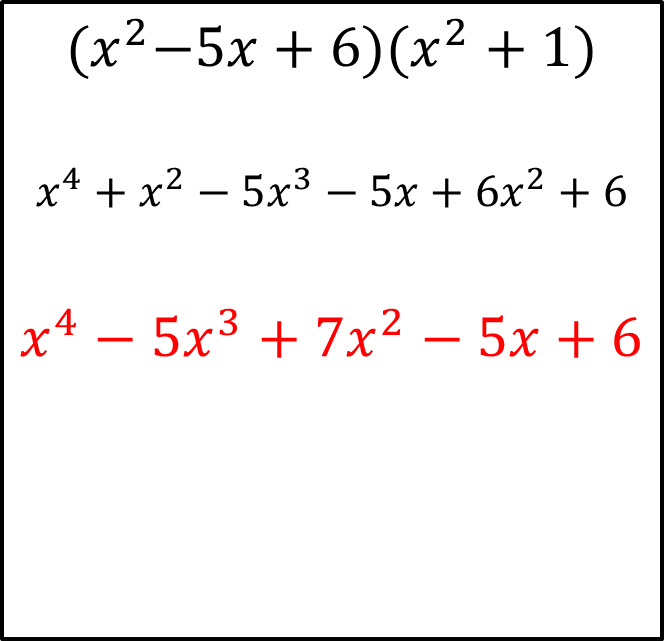 (x²−5x + 6)(x² + 1)
x⁴ + x² − 5x³ − 5x + 6x² + 6
x⁴ − 5x³ + 7x² − 5x + 6